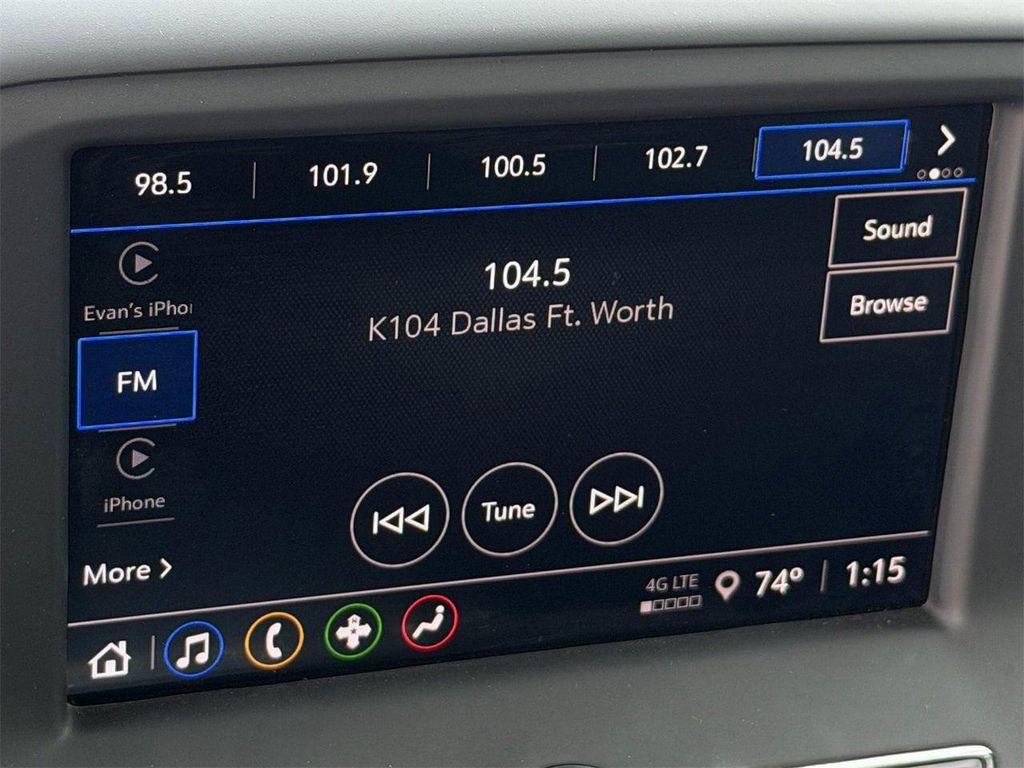 98.5
101.9
100.5
102.7
104.5
Sound
Browse
104.5
K104 Dallas Ft. Worth
Evan's iPho
FM
iPhone
More
Tune
4G LTE
74°
1:15